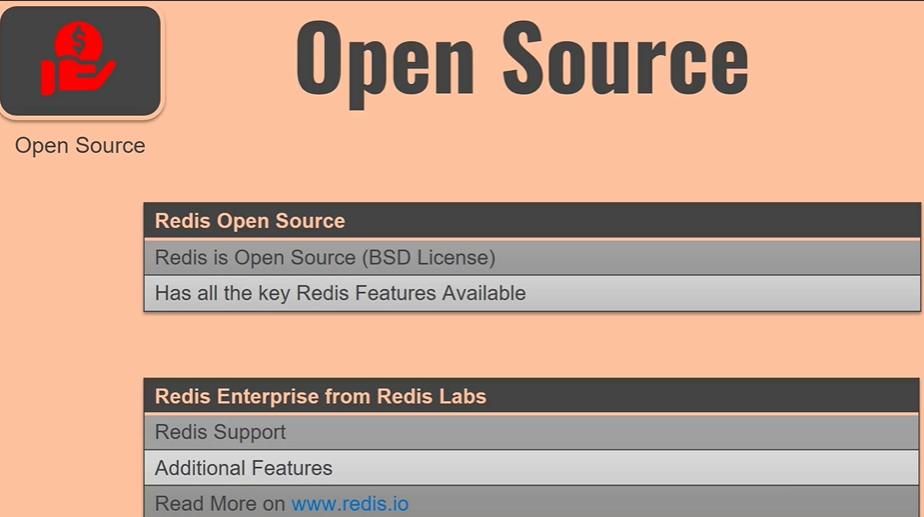 Open Source
Open Source
Redis Open Source
Redis is Open Source (BSD License)
Has all the key Redis Features Available
Redis Enterprise from Redis Labs
Redis Support
Additional Features
Read More on www.redis.io